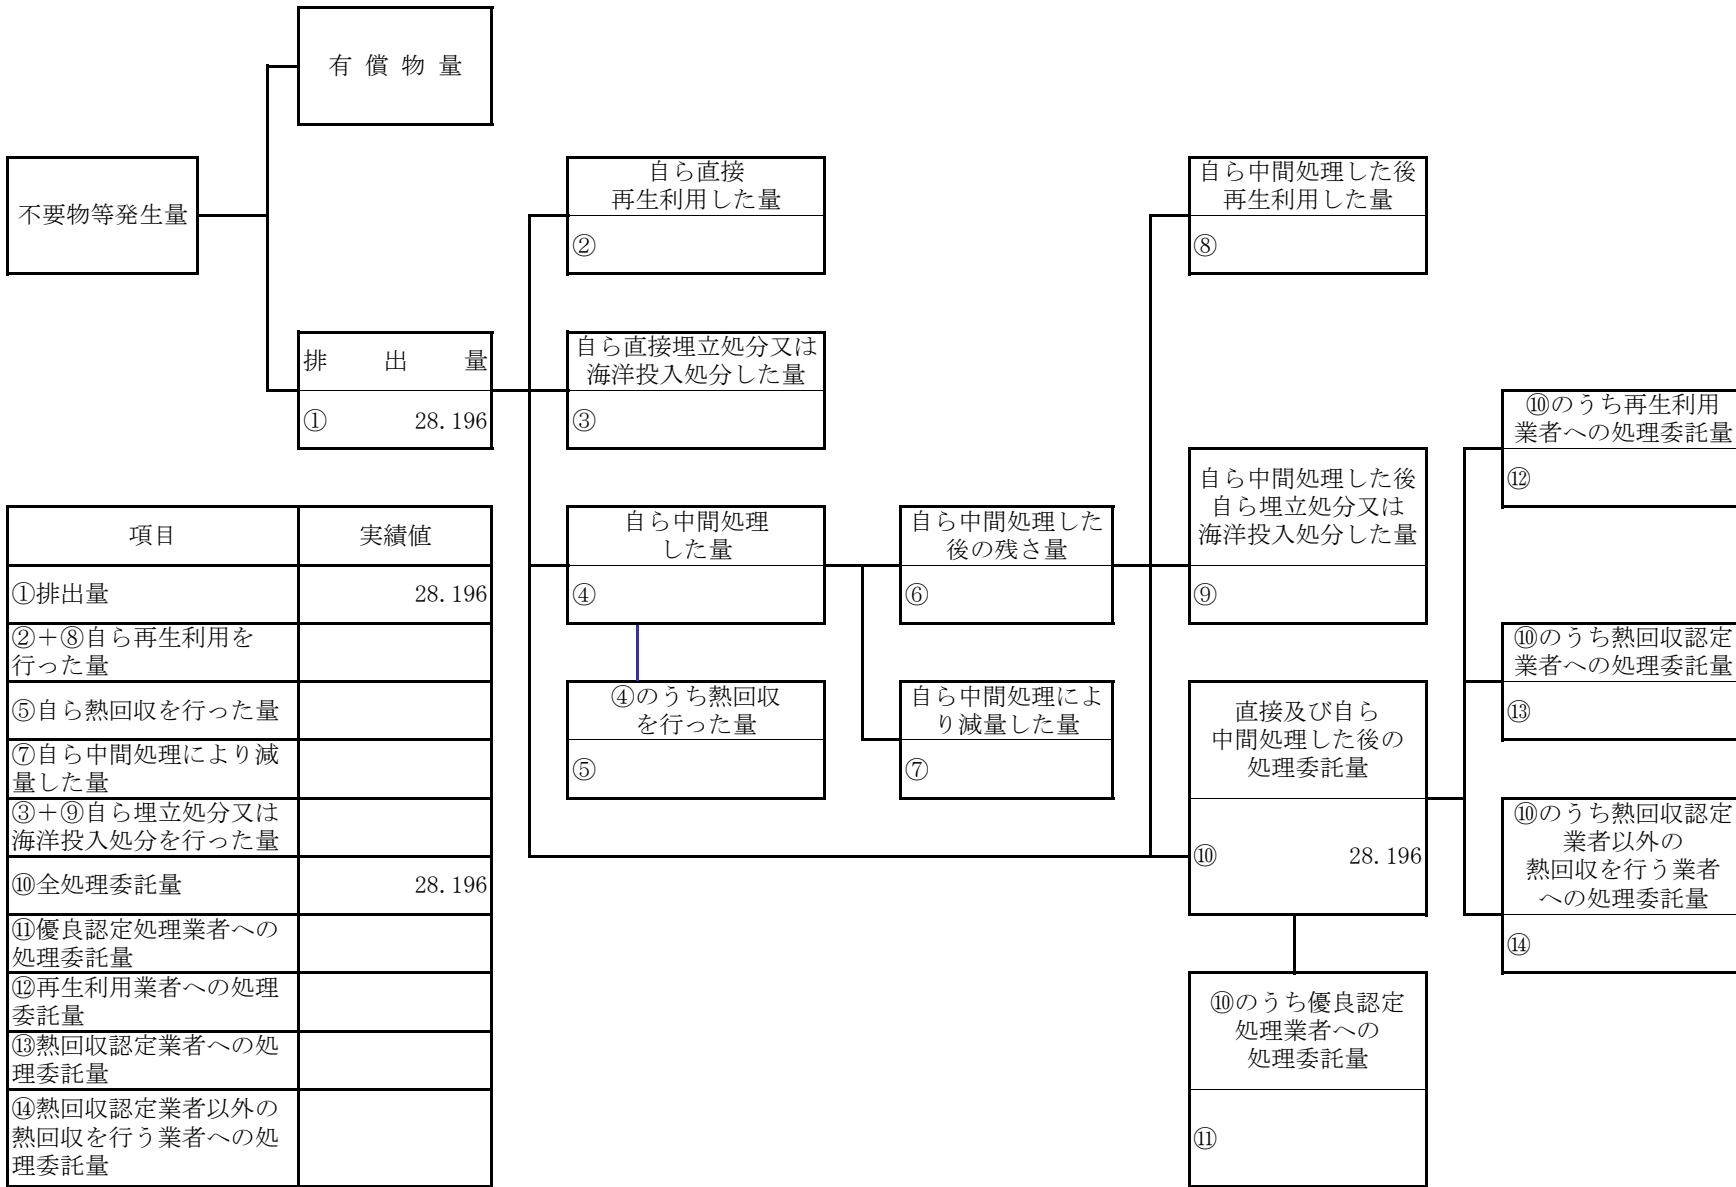 有償物量
不要物等発生量
自ら直接
再生利用した量
②
自ら中間処理した後
再生利用した量
⑧
排出量
① 28.196
自ら直接埋立処分又は
海洋投入処分した量
③
⑩のうち再生利用
業者への処理委託量
⑫
自ら中間処理した後
自ら埋立処分又は
海洋投入処分した量
⑨
自ら中間処理
した量
④
自ら中間処理した
後の残さ量
⑥
⑩のうち熱回収認定
業者への処理委託量
⑬
④のうち熱回収
を行った量
⑤
自ら中間処理によ
り減量した量
⑦
直接及び自ら
中間処理した後の
処理委託量
⑩ 28.196
⑩のうち熱回収認定
業者以外の
熱回収を行う業者
への処理委託量
⑭
⑩のうち優良認定
処理業者への
処理委託量
⑪
項目 実績値
①排出量 28.196
②+⑧自ら再生利用を
行った量
⑤自ら熱回収を行った量
⑦自ら中間処理により減
量した量
③+⑨自ら埋立処分又は
海洋投入処分を行った量
⑩全処理委託量 28.196
⑪優良認定処理業者への
処理委託量
⑫再生利用業者への処理
委託量
⑬熱回収認定業者への処
理委託量
⑭熱回収認定業者以外の
熱回収を行う業者への処
理委託量